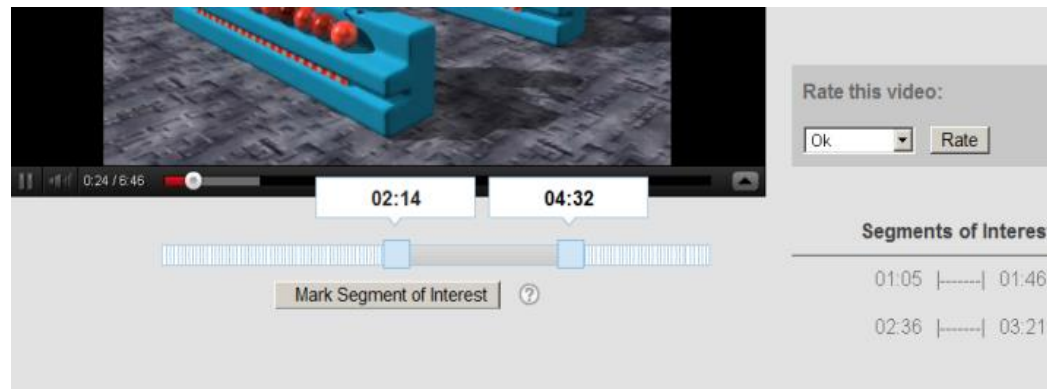 Rate this video:
Ok Rate
0:24 / 6:46
02:14 04:32
Segments of Interes
01:05 |-------| 01:46
Mark Segment of Interest ?
02:36 |-------| 03:21